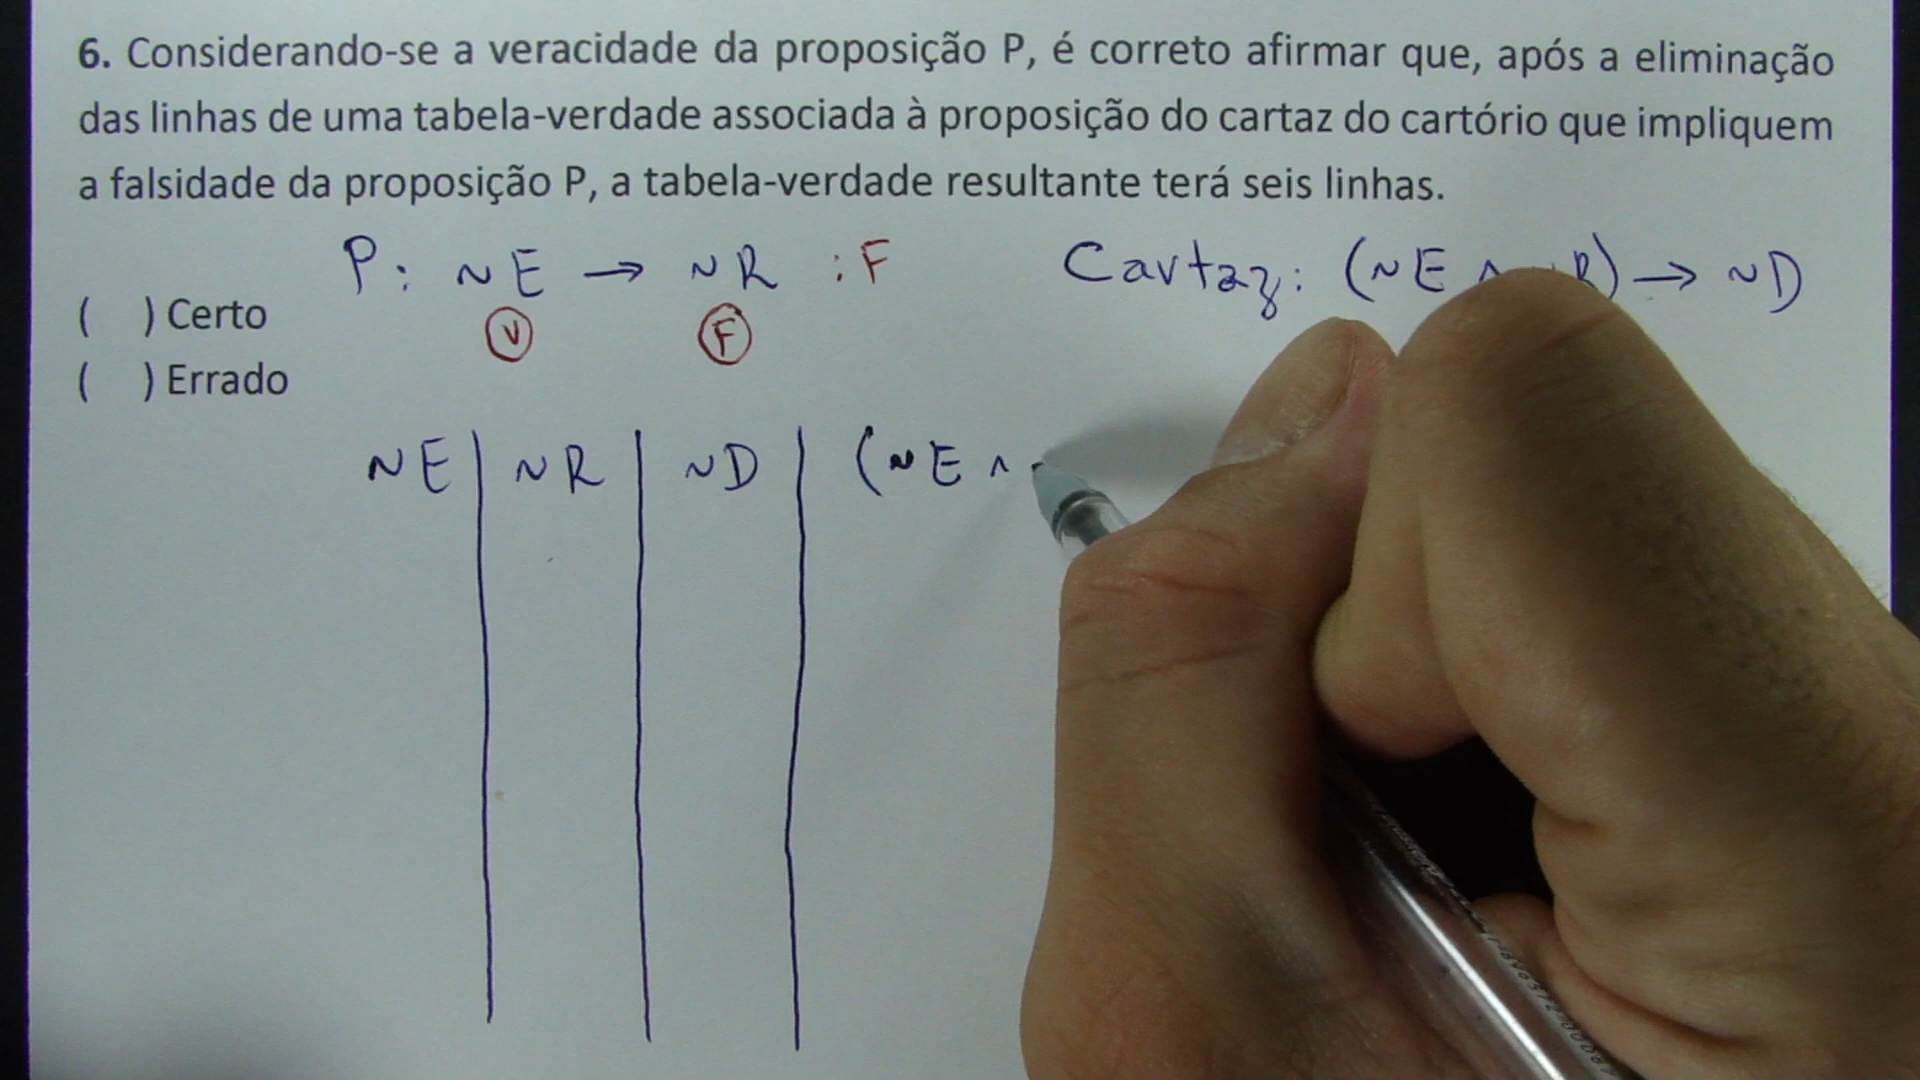 6. Considerando-se a veracidade da proposição P, é correto afirmar que, após a eliminação
das linhas de uma tabela-verdade associada à proposição do cartaz do cartório que impliquem
a falsidade da proposição P, a tabela-verdade resultante terá seis linhas.
P: ~E → ~R : F
Cartaz: (~E ∧ R) → ~D
( ) Certo
V F
( ) Errado
~E | ~R | ~D | (~E ∧